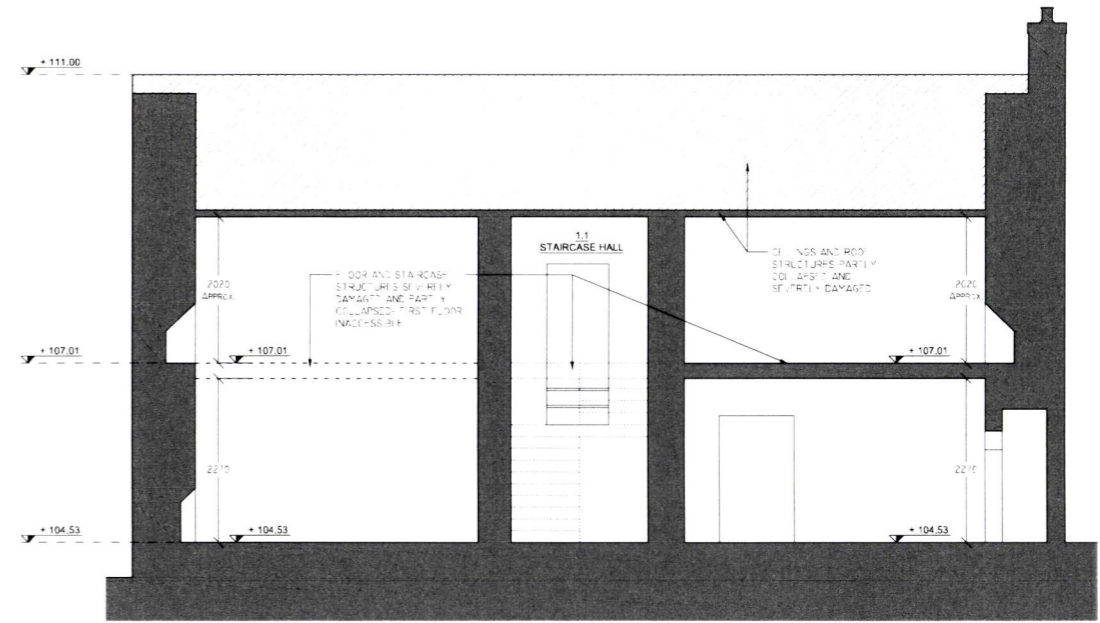 + 111.00
1.1
STAIRCASE HALL
CEILINGS AND ROOF
STRUCTURES PARTLY
COLLAPSED AND
SEVERELY DAMAGED
FLOOR AND STAIRCASE
STRUCTURES SEVERELY
DAMAGED AND PARTLY
COLLAPSED- FIRST FLOOR
INACCESSIBLE
2020
APPROX.
2020
APPROX.
+ 107.01
+ 107.01
+ 107.01
2270
2270
+ 104.53
+ 104.53
+ 104.53